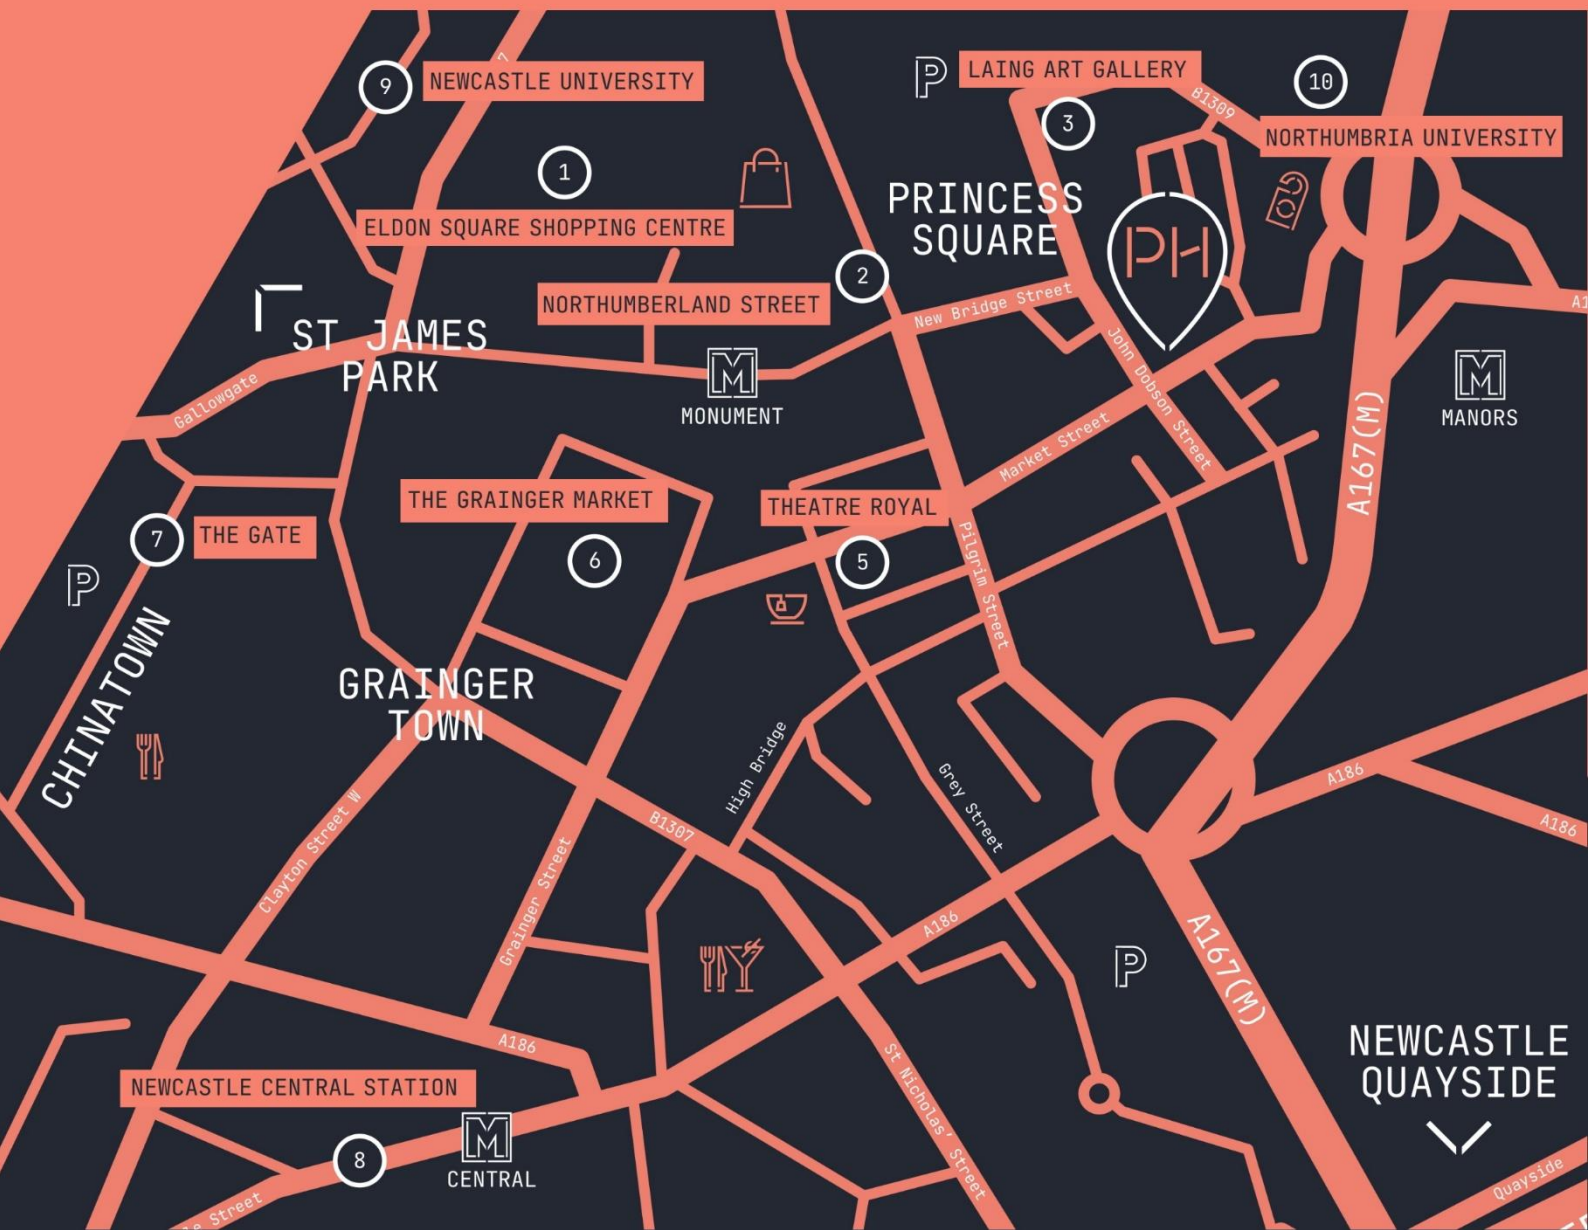 9
NEWCASTLE UNIVERSITY
7
1
ELDON SQUARE SHOPPING CENTRE
P
LAING ART GALLERY
B1309
10
3
NORTHUMBRIA UNIVERSITY
PRINCESS
SQUARE
PH
2
NORTHUMBERLAND STREET
New Bridge Street
ST JAMES
PARK
Gallowgate
M
MONUMENT
John Dobson Street
M
MANORS
A1
A167(M)
Market Street
THE GRAINGER MARKET
6
THEATRE ROYAL
5
Pilgrim Street
7
THE GATE
P
CHINATOWN
GRAINGER
TOWN
High Bridge
Grey Street
B1307
Clayton Street W
Grainger Street
A186
A186
A186
A186
P
A167(M)
NEWCASTLE
QUAYSIDE
Quayside
St Nicholas' Street
NEWCASTLE CENTRAL STATION
8
M
CENTRAL
le Street